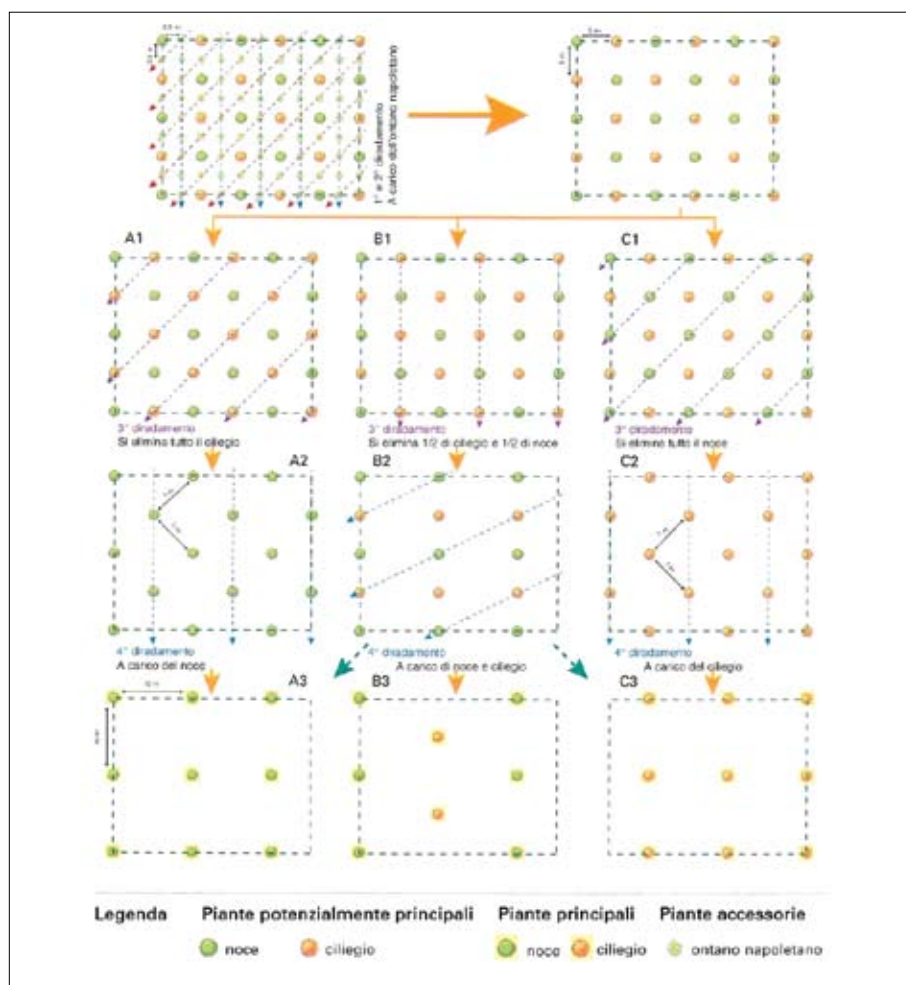 1° e 2° diradamento
A carico dell'ontano napoletano
A1
B1
C1
3° diradamento
Si elimina tutto il ciliegio
3° diradamento
Si elimina 1/2 di ciliegio e 1/2 di noce
3° diradamento
Si elimina tutto il noce
A2
B2
C2
4° diradamento
A carico del noce
4° diradamento
A carico di noce e ciliegio
4° diradamento
A carico del ciliegio
A3
B3
C3
10 m
Legenda
Piante potenzialmente principali
Piante principali
Piante accessorie
noce
ciliegio
noce
ciliegio
ontano napoletano